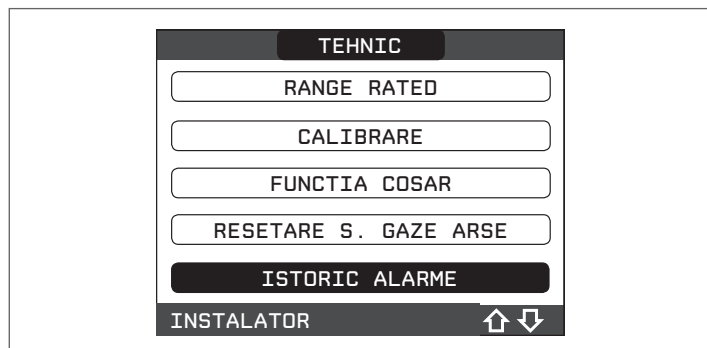 TEHNIC
RANGE RATED
CALIBRARE
FUNCTIA COSAR
RESETARE S. GAZE ARSE
ISTORIC ALARME
INSTALATOR